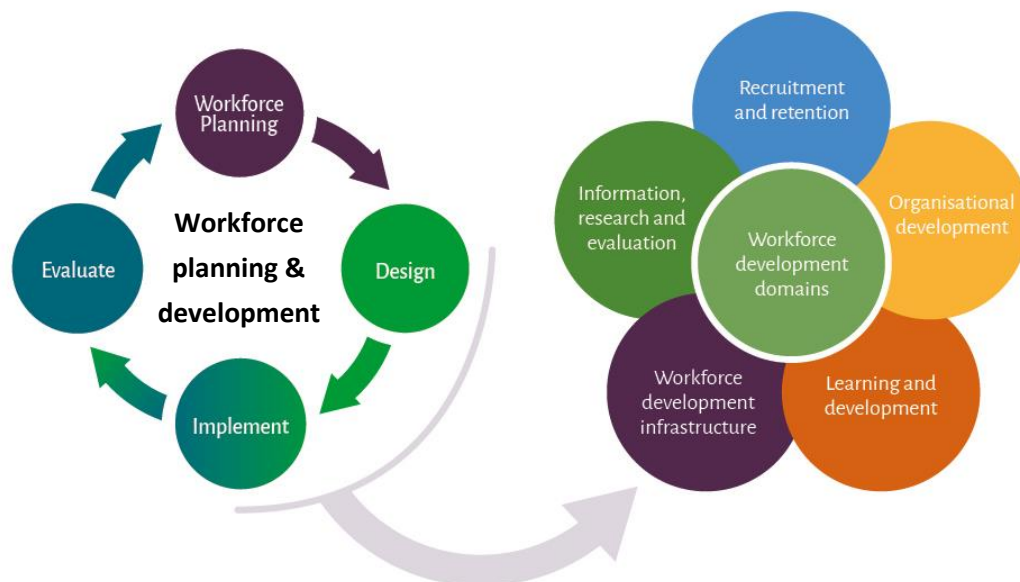 Workforce
Planning
Workforce
planning &
development
Evaluate
Design
Implement
Recruitment
and retention
Information,
research and
evaluation
Organisational
development
Workforce
development
domains
Workforce
development
infrastructure
Learning and
development